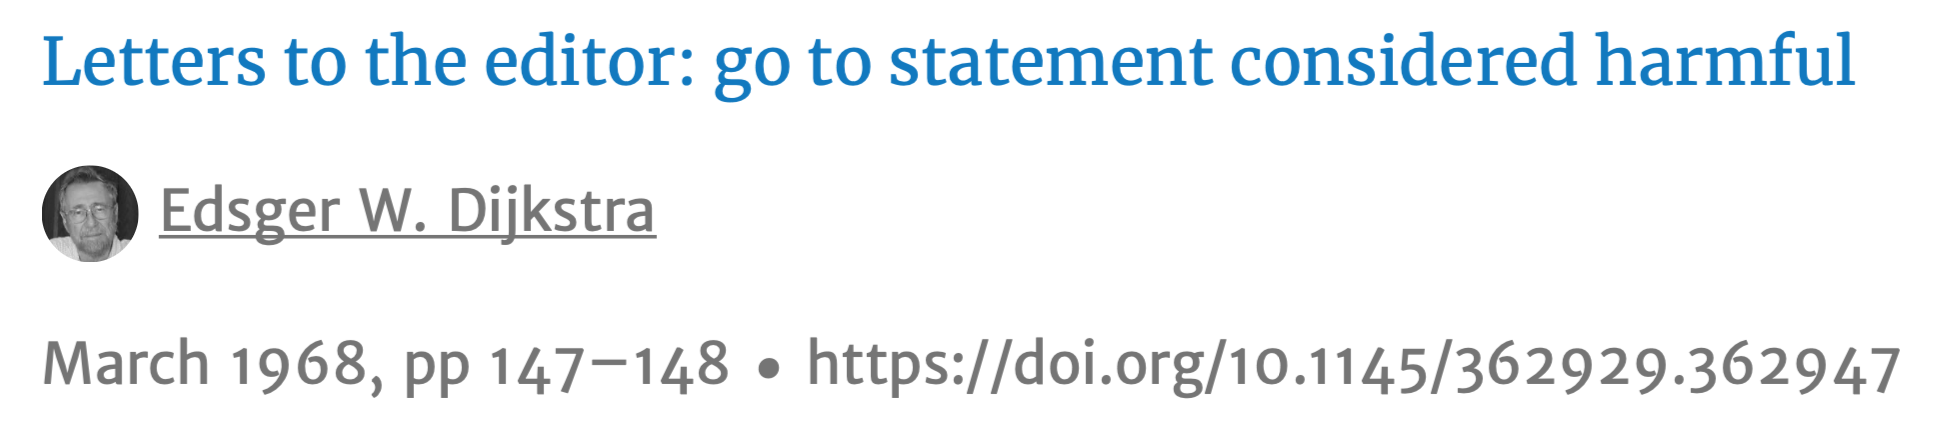 Letters to the editor: go to statement considered harmful
Edsger W. Dijkstra
March 1968, pp 147–148 • https://doi.org/10.1145/362929.362947